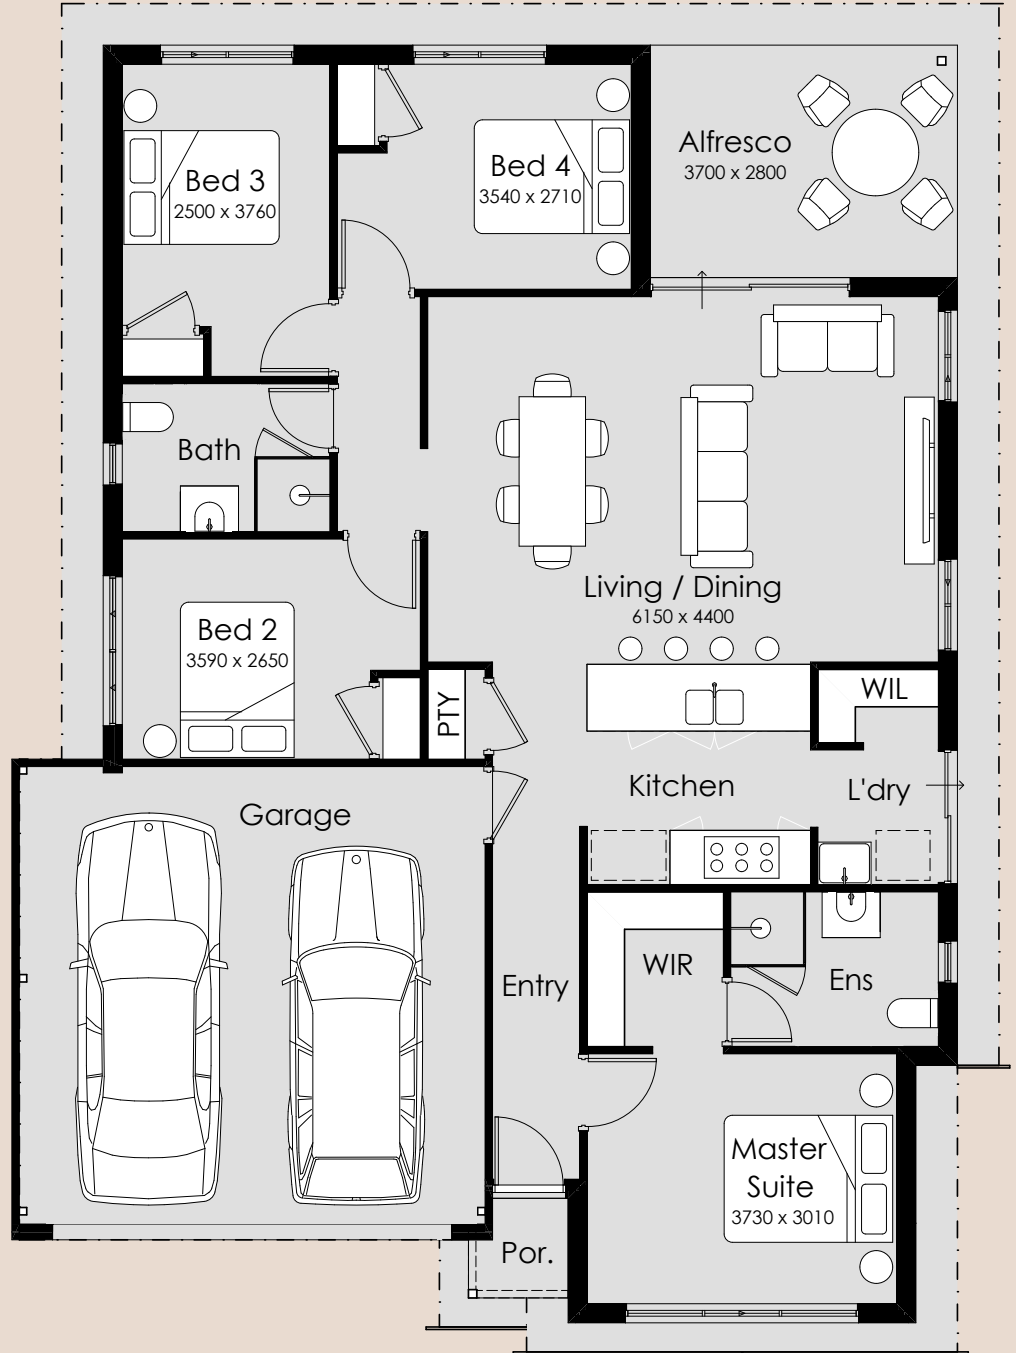 Bed 3
2500 x 3760
Bed 4
3540 x 2710
Alfresco
3700 x 2800
Bath
Living / Dining
6150 x 4400
Bed 2
3590 x 2650
PTY
WIL
Kitchen
L'dry
Garage
Entry
WIR
Ens
Master
Suite
3730 x 3010
Por.